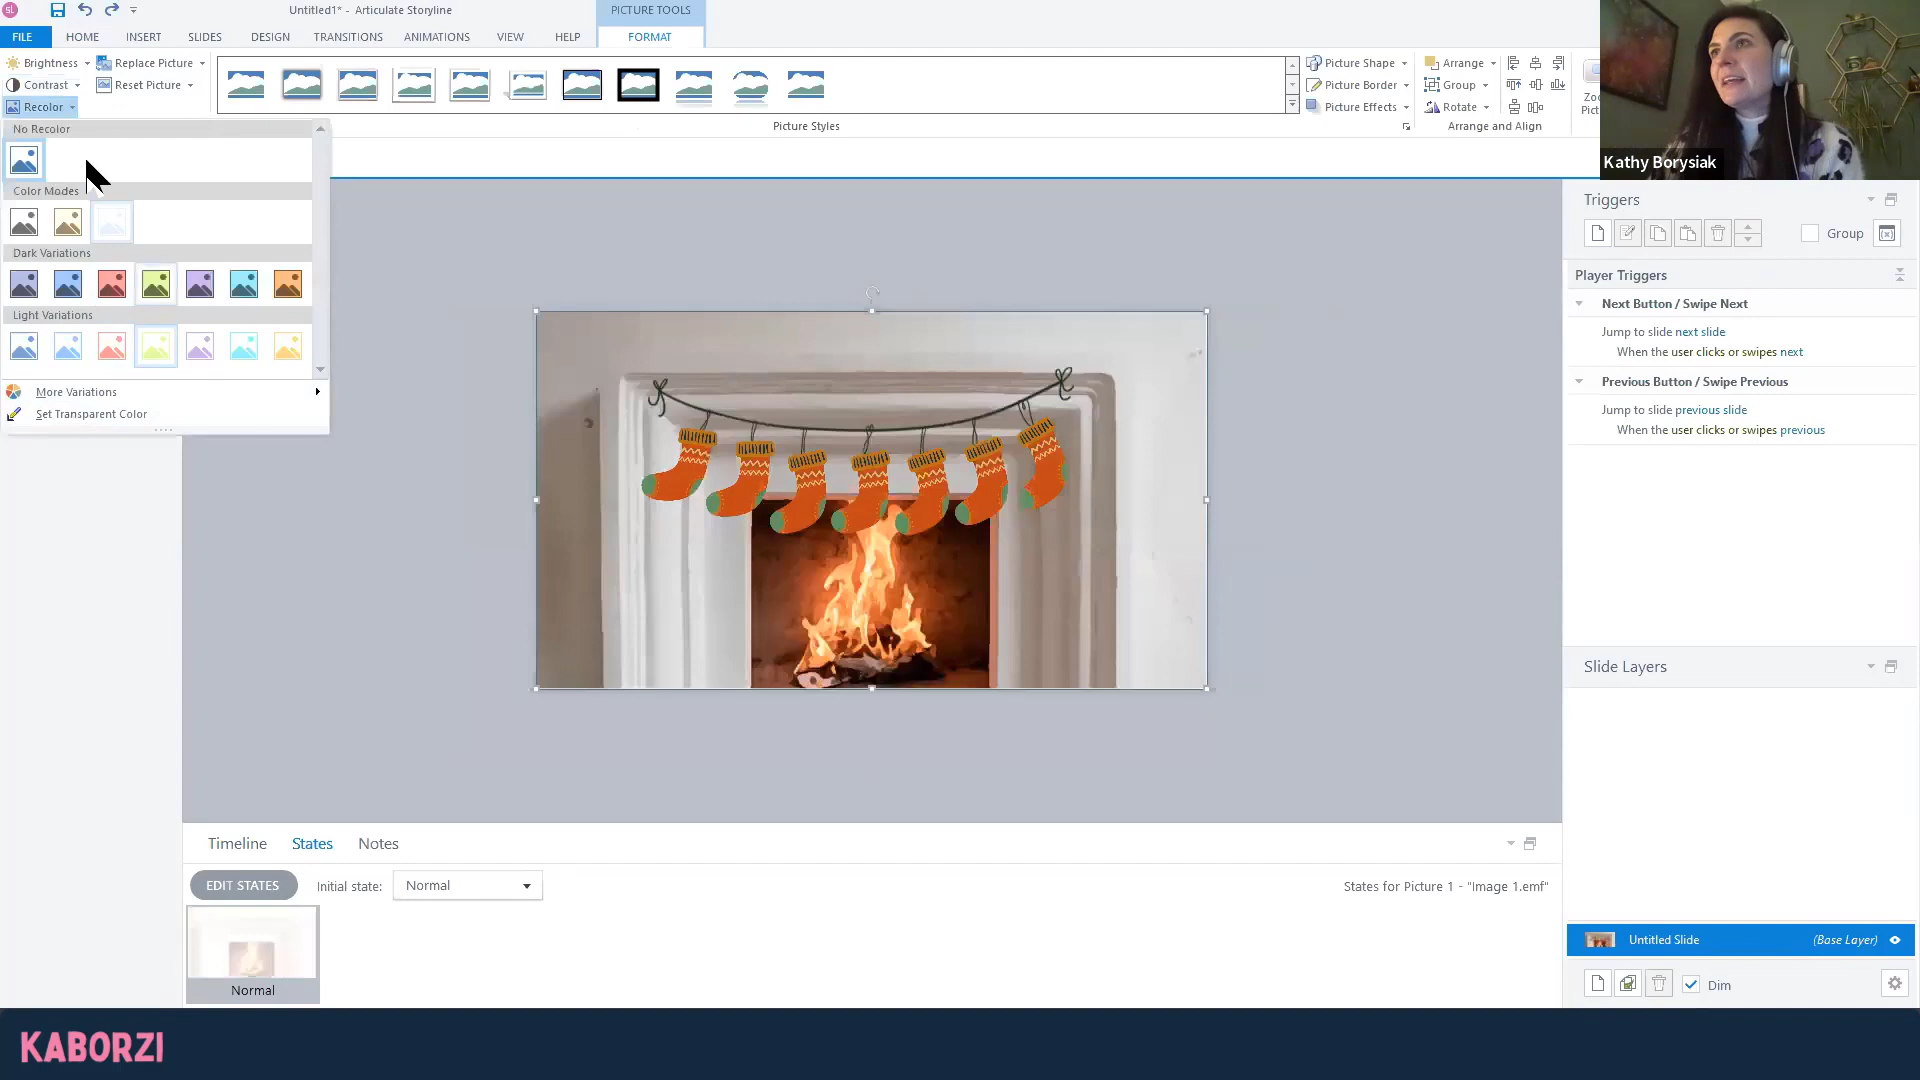 SL
Untitled1* - Articulate Storyline
PICTURE TOOLS
FILE
HOME
INSERT
SLIDES
DESIGN
TRANSITIONS
ANIMATIONS
VIEW
HELP
FORMAT
Brightness
Replace Picture
Contrast
Reset Picture
Recolor
Picture Shape
Picture Border
Picture Effects
Arrange
Group
Rotate
Picture Styles
Arrange and Align
Kathy Borysiak
No Recolor
Color Modes
Dark Variations
Light Variations
More Variations
Set Transparent Color
Triggers
Group
Player Triggers
Next Button / Swipe Next
Jump to slide next slide
When the user clicks or swipes next
Previous Button / Swipe Previous
Jump to slide previous slide
When the user clicks or swipes previous
Slide Layers
Timeline
States
Notes
EDIT STATES
Initial state:
Normal
States for Picture 1 - "Image 1.emf"
Normal
Untitled Slide
(Base Layer)
Dim
KABORZI